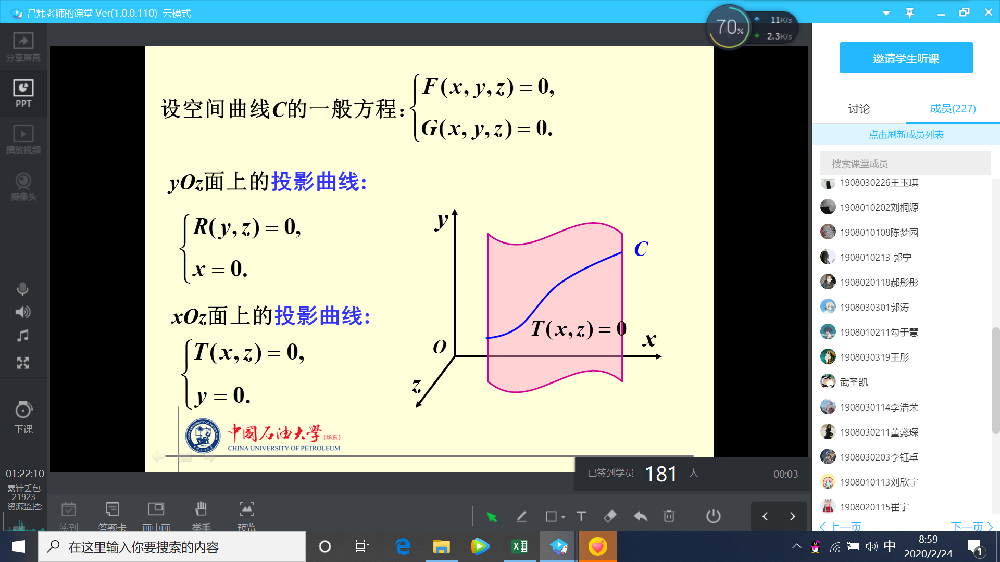 吕炜老师的课堂 Ver(1.0.0.110) 云模式
70%
11K/s
2.3K/s
分享屏幕
PPT
播放视频
摄像头
下课
01:22:10
累计丢包
21923
资源监控:
设空间曲线C的一般方程:
F(x, y, z) = 0,
G(x, y, z) = 0.
yOz面上的投影曲线:
R(y, z) = 0,
x = 0.
xOz面上的投影曲线:
T(x, z) = 0,
y = 0.
y
C
T(x, z) = 0
O
x
z
中国石油大学(华东)
CHINA UNIVERSITY OF PETROLEUM
已签到学员 181 人 00:03
签到
答题卡
画中画
举手
预览
T
邀请学生听课
讨论
成员(227)
点击刷新成员列表
搜索课堂成员
1908030226王玉琪
1908010202刘桐源
1908010108陈梦园
1908010213 郭宁
1908020118郝彤彤
1908030301郭涛
1908010211勾于慧
1908030319王彤
武圣凯
1908030114李浩荣
1908030211董懿琛
1908030203李钰卓
1908010113刘欣宇
1908020115崔宇
上一页
下一页
在这里输入你要搜索的内容
中
8:59
2020/2/24
1